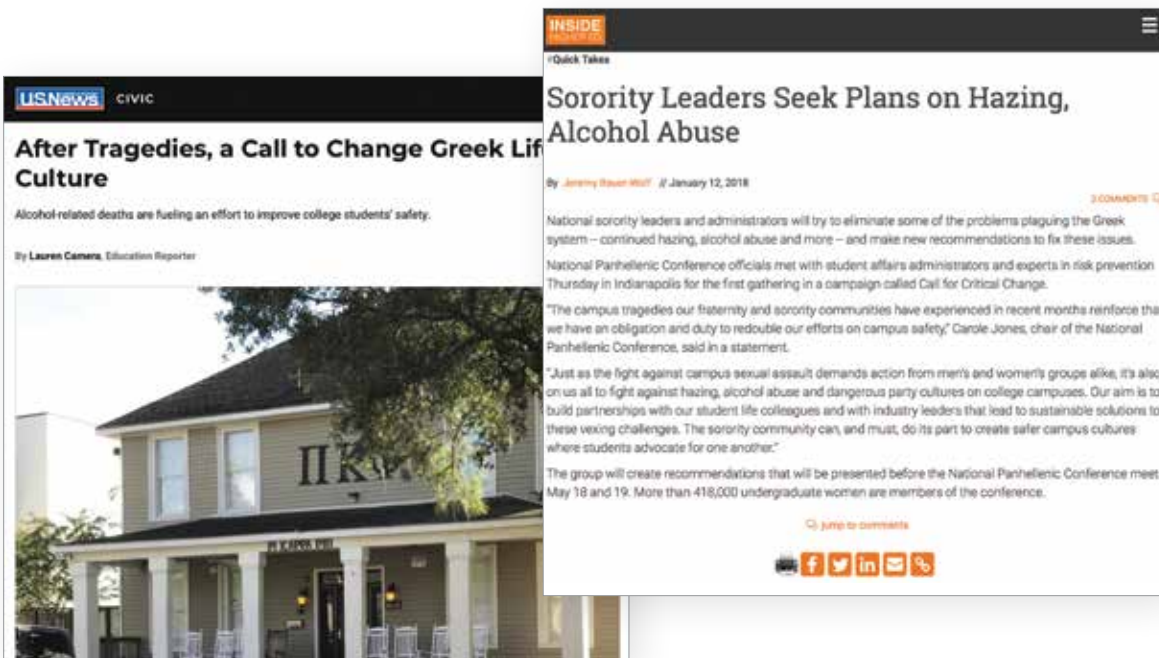 U.S.News CIVIC
After Tragedies, a Call to Change Greek Lif
Culture
Alcohol-related deaths are fueling an effort to improve college students' safety.
By Lauren Camera, Education Reporter
ΠΚ
PI KAPPA PHI
INSIDE
HIGHER ED
#Quick Takes
Sorority Leaders Seek Plans on Hazing,
Alcohol Abuse
By Jeremy Bauer-Wolf // January 12, 2018
2 COMMENTS
National sorority leaders and administrators will try to eliminate some of the problems plaguing the Greek
system -- continued hazing, alcohol abuse and more -- and make new recommendations to fix these issues.
National Panhellenic Conference officials met with student affairs administrators and experts in risk prevention
Thursday in Indianapolis for the first gathering in a campaign called Call for Critical Change.
"The campus tragedies our fraternity and sorority communities have experienced in recent months reinforce tha
we have an obligation and duty to redouble our efforts on campus safety," Carole Jones, chair of the National
Panhellenic Conference, said in a statement.
"Just as the fight against campus sexual assault demands action from men's and women's groups alike, it's also
on us all to fight against hazing, alcohol abuse and dangerous party cultures on college campuses. Our aim is to
build partnerships with our student life colleagues and with industry leaders that lead to sustainable solutions to
these vexing challenges. The sorority community can, and must, do its part to create safer campus cultures
where students advocate for one another."
The group will create recommendations that will be presented before the National Panhellenic Conference meet
May 18 and 19. More than 418,000 undergraduate women are members of the conference.
Jump to comments